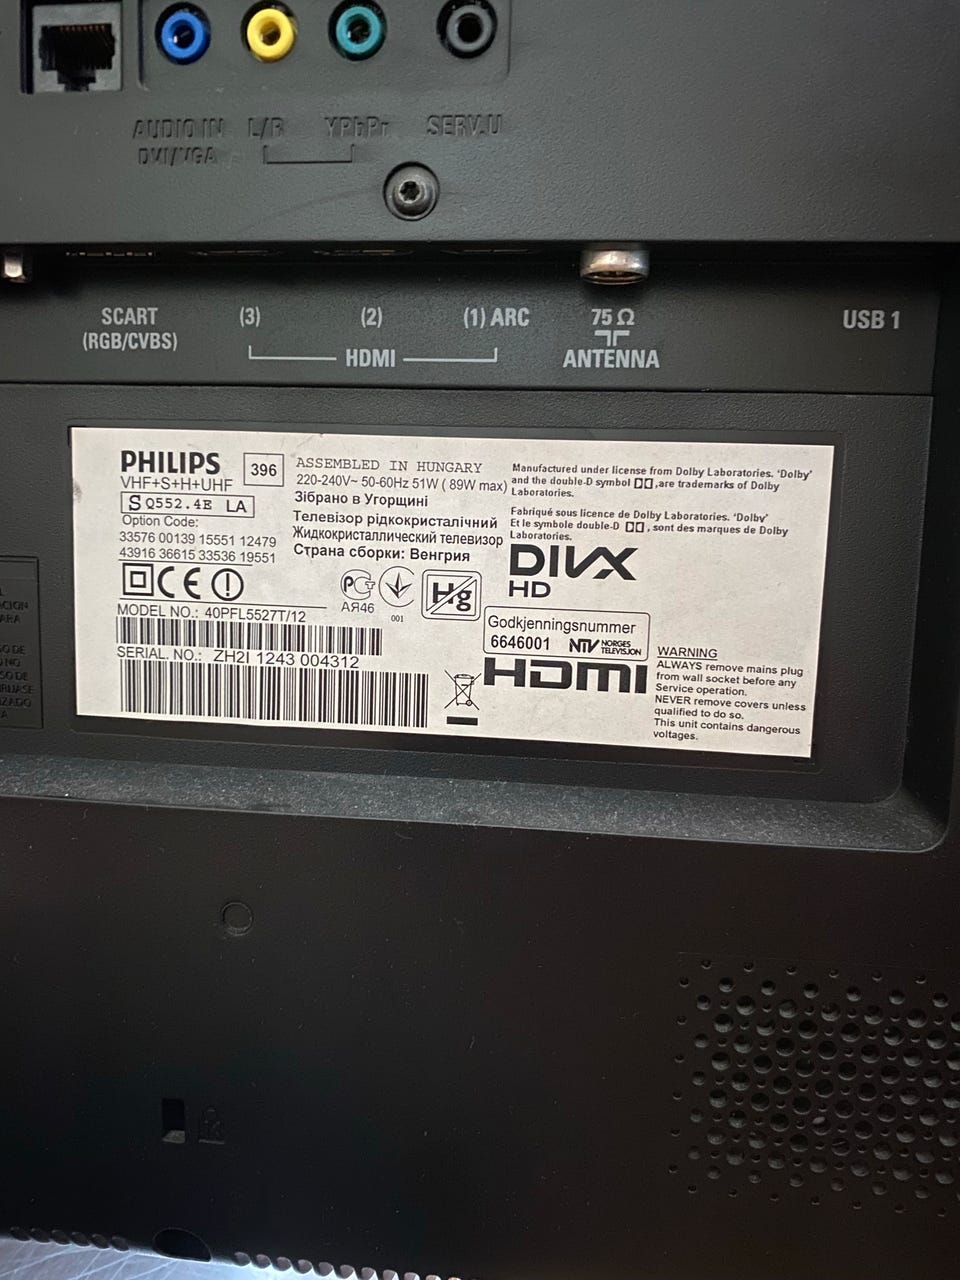 AUDIO IN L/R YPbPr SERV.U
DVI/VGA
SCART (3) (2) (1) ARC 75 Ω USB 1
(RGB/CVBS) HDMI ANTENNA
PHILIPS
VHF+S+H+UHF
396
S Q552.4E LA
Option Code:
33576 00139 15551 12479
43916 36615 33536 19551
CE
MODEL NO.: 40PFL5527T/12
SERIAL NO.: ZH2I 1243 004312
ASSEMBLED IN HUNGARY
220-240V~ 50-60Hz 51W ( 89W max)
Зібрано в Угорщині
Телевізор рідкокристалічний
Жидкокристаллический телевизор
Страна сборки: Венгрия
АЯ46
001
Hg
Manufactured under license from Dolby Laboratories. 'Dolby'
and the double-D symbol ,are trademarks of Dolby
Laboratories.
Fabriqué sous licence de Dolby Laboratories. 'Dolby'
Et le symbole double-D , sont des marques de Dolby
Laboratories.
DIVX
HD
Godkjenningsnummer
6646001 NTV NORGES
TELEVISJON
HDMI
WARNING
ALWAYS remove mains plug
from wall socket before any
Service operation.
NEVER remove covers unless
qualified to do so.
This unit contains dangerous
voltages.